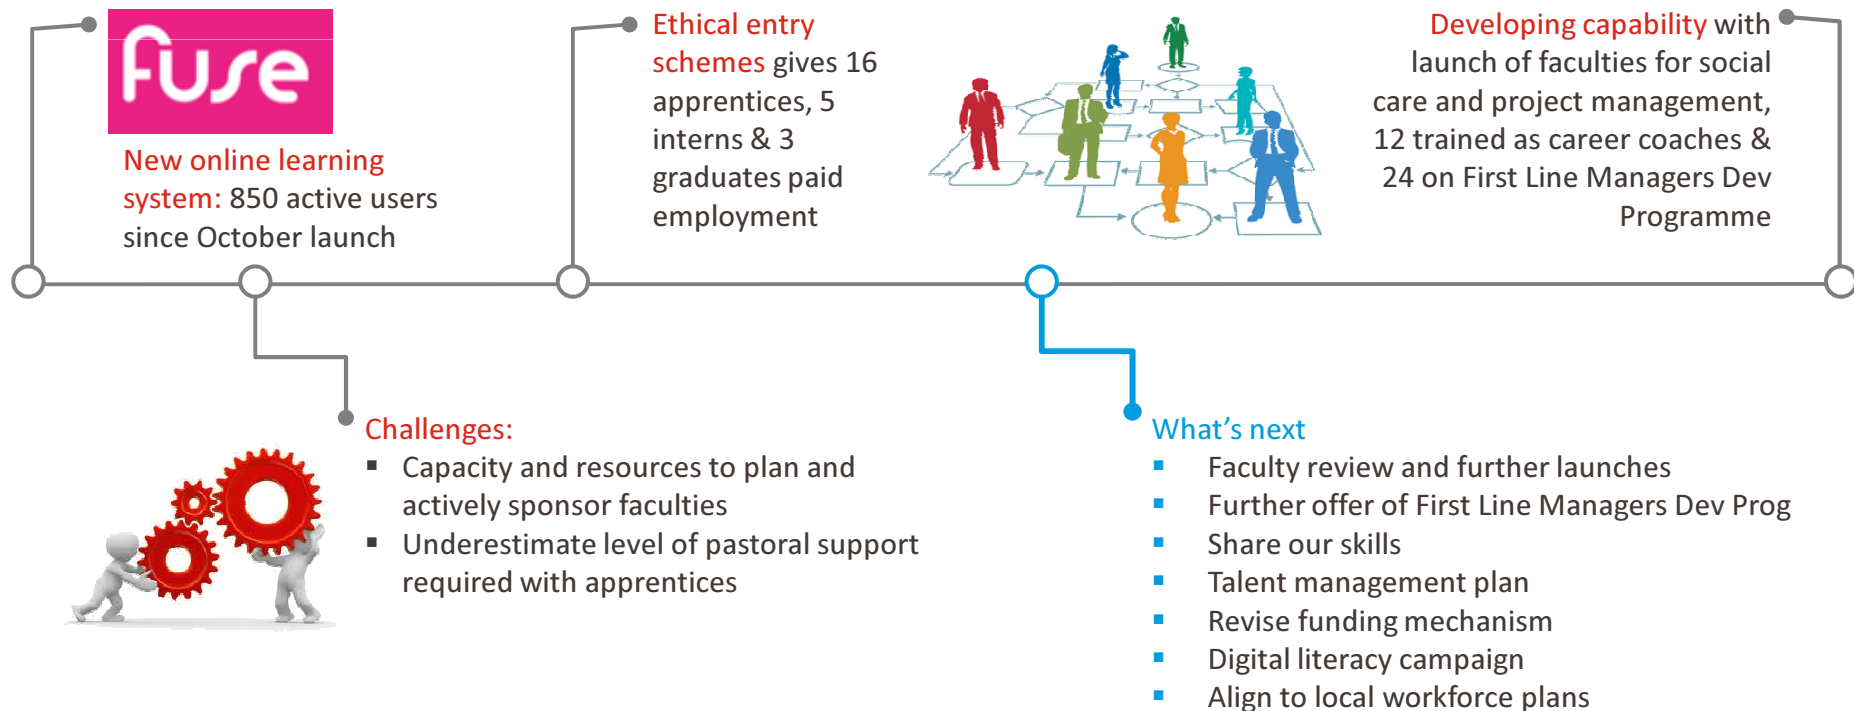 fuse
New online learning
system: 850 active users
since October launch
Ethical entry
schemes gives 16
apprentices, 5
interns & 3
graduates paid
employment
Developing capability with
launch of faculties for social
care and project management,
12 trained as career coaches &
24 on First Line Managers Dev
Programme
Challenges:
▪ Capacity and resources to plan and
actively sponsor faculties
▪ Underestimate level of pastoral support
required with apprentices
What's next
▪ Faculty review and further launches
▪ Further offer of First Line Managers Dev Prog
▪ Share our skills
▪ Talent management plan
▪ Revise funding mechanism
▪ Digital literacy campaign
▪ Align to local workforce plans